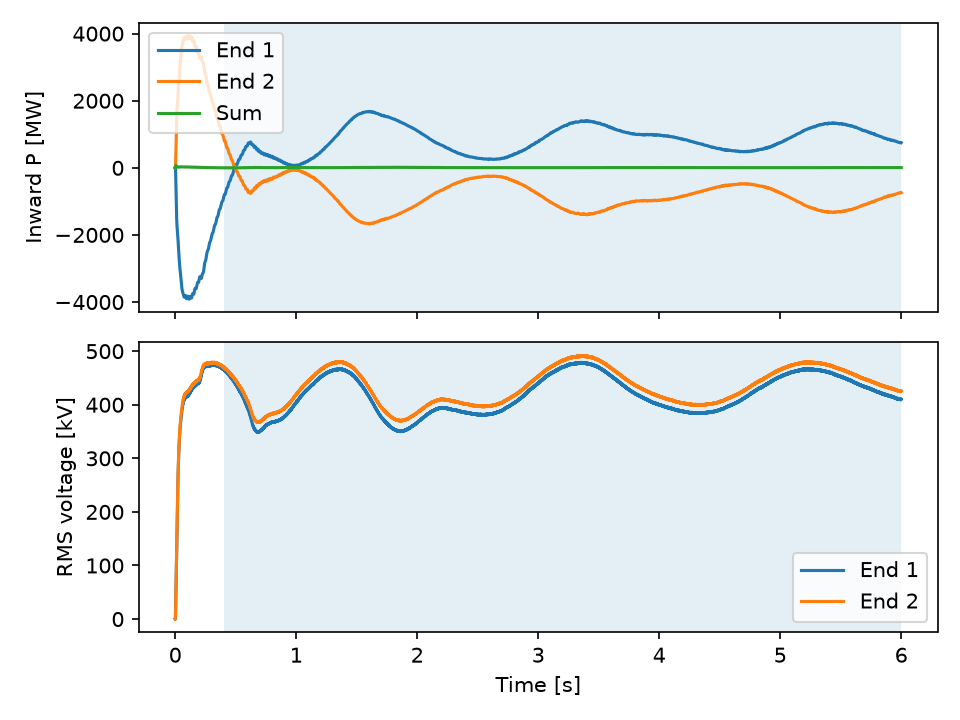 Inward P [MW]
4000
2000
0
−2000
−4000
End 1
End 2
Sum
RMS voltage [kV]
500
400
300
200
100
0
End 1
End 2
0 1 2 3 4 5 6
Time [s]